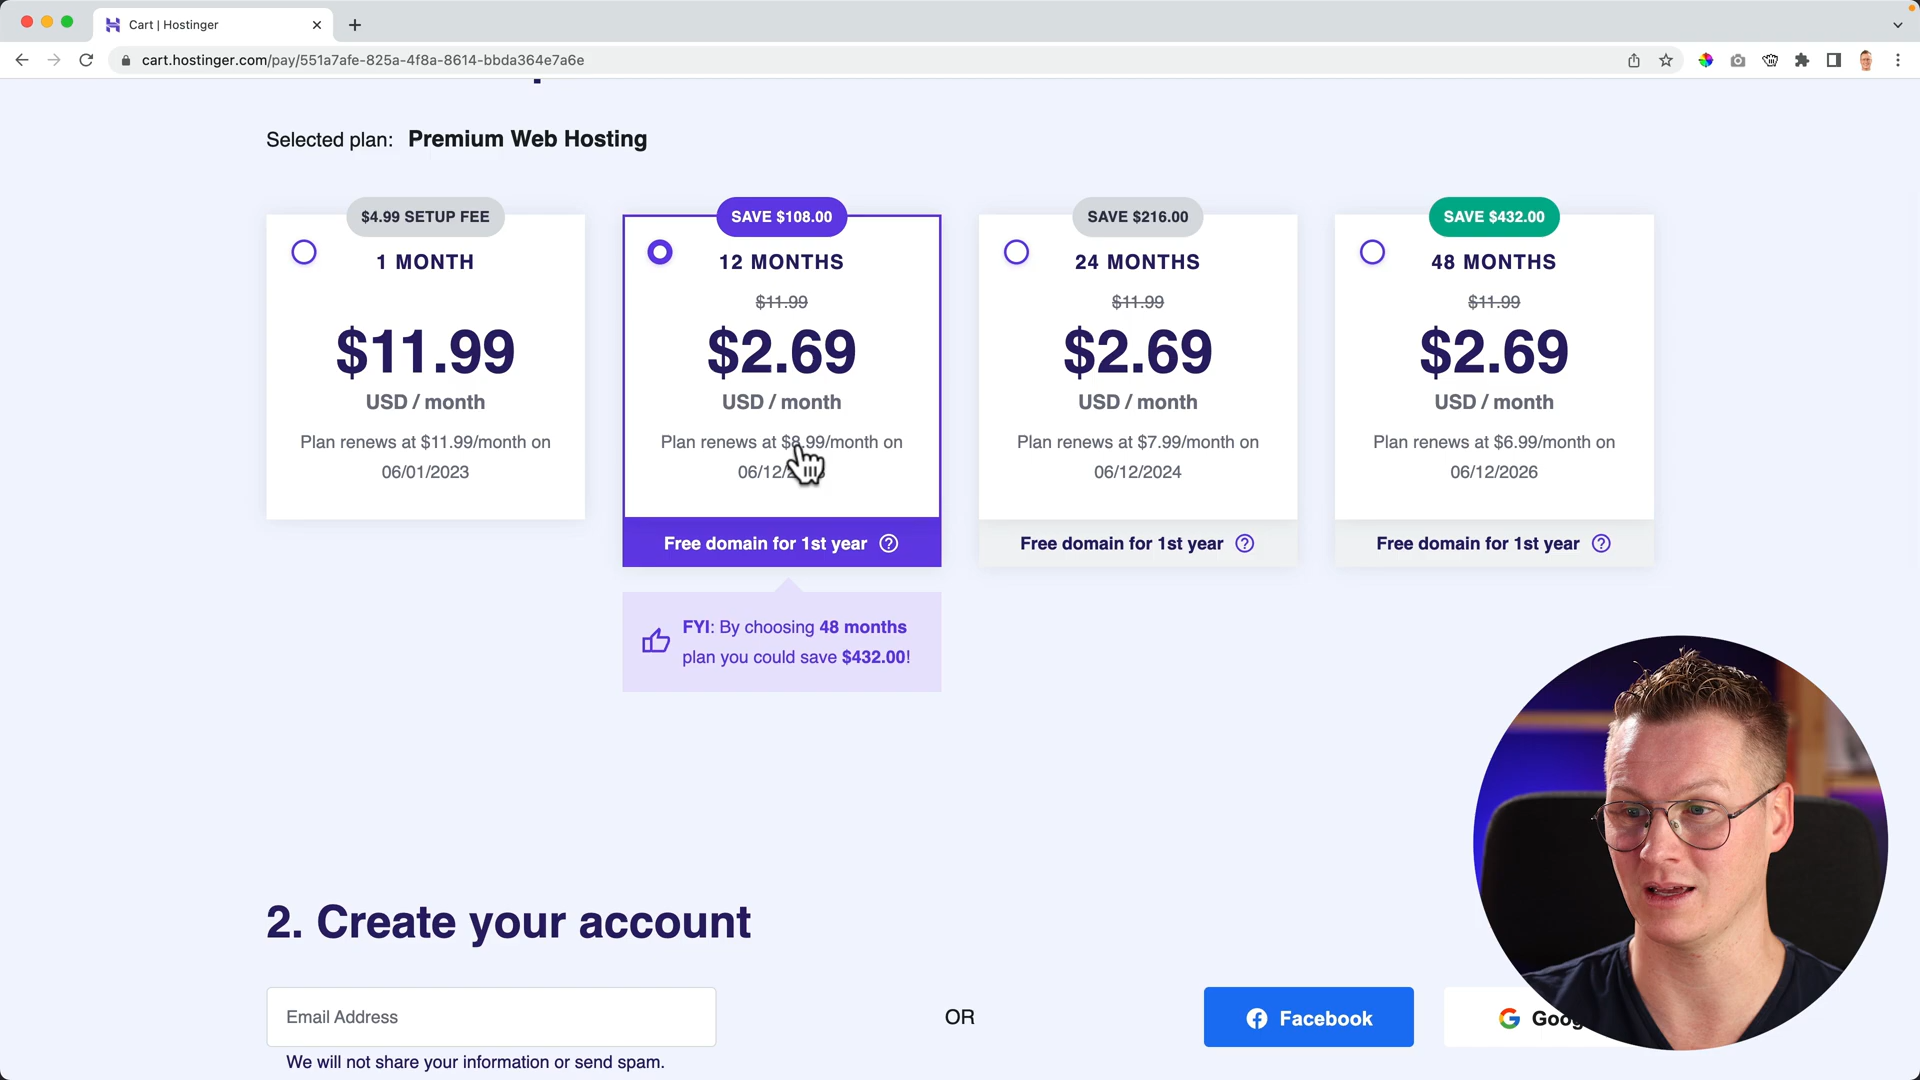 Cart | Hostinger
cart.hostinger.com/pay/551a7afe-825a-4f8a-8614-bbda364e7a6e
Selected plan: Premium Web Hosting
$4.99 SETUP FEE
1 MONTH
$11.99
USD / month
Plan renews at $11.99/month on
06/01/2023
SAVE $108.00
12 MONTHS
$11.99
$2.69
USD / month
Plan renews at $8.99/month on
06/12/
Free domain for 1st year
FYI: By choosing 48 months
plan you could save $432.00!
SAVE $216.00
24 MONTHS
$11.99
$2.69
USD / month
Plan renews at $7.99/month on
06/12/2024
Free domain for 1st year
SAVE $432.00
48 MONTHS
$11.99
$2.69
USD / month
Plan renews at $6.99/month on
06/12/2026
Free domain for 1st year
2. Create your account
Email Address
We will not share your information or send spam.
OR
Facebook